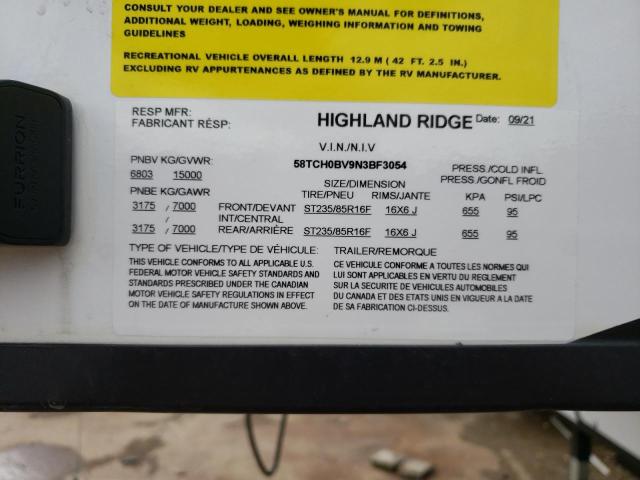 CONSULT YOUR DEALER AND SEE OWNER'S MANUAL FOR DEFINITIONS,
ADDITIONAL WEIGHT, LOADING, WEIGHING INFORMATION AND TOWING
GUIDELINES
RECREATIONAL VEHICLE OVERALL LENGTH 12.9 M ( 42 FT. 2.5 IN.)
EXCLUDING RV APPURTENANCES AS DEFINED BY THE RV MANUFACTURER.
FURRION
RESP MFR:
FABRICANT RÉSP:
HIGHLAND RIDGE Date: 09/21
V.I.N./N.I.V
PNBV KG/GVWR: 58TCH0BV9N3BF3054 PRESS./COLD INFL.
6803 15000 SIZE/DIMENSION PRESS./GONFL FROID
PNBE KG/GAWR TIRE/PNEU RIMS/JANTE KPA PSI/LPC
3175 / 7000 FRONT/DEVANT ST235/85R16F 16X6 J 655 95
INT/CENTRAL
3175 / 7000 REAR/ARRIÈRE ST235/85R16F 16X6 J 655 95
TYPE OF VEHICLE/TYPE DE VÉHICULE: TRAILER/REMORQUE
THIS VEHICLE CONFORMS TO ALL APPLICABLE U.S.
FEDERAL MOTOR VEHICLE SAFETY STANDARDS AND
STANDARDS PRESCRIBED UNDER THE CANADIAN
MOTOR VEHICLE SAFETY REGULATIONS IN EFFECT
ON THE DATE OF MANUFACTURE SHOWN ABOVE.
CE VÉHICULE CONFORME A TOUTES LES NORMES QUI
LUI SONT APPLICABLES EN VERTU DU REGLEMENT
SUR LA SECURITE DE VEHICULES AUTOMOBILES
DU CANADA ET DES ETATS UNIS EN VIGUEUR A LA DATE
DE SA FABRICATION CI-DESSUS.